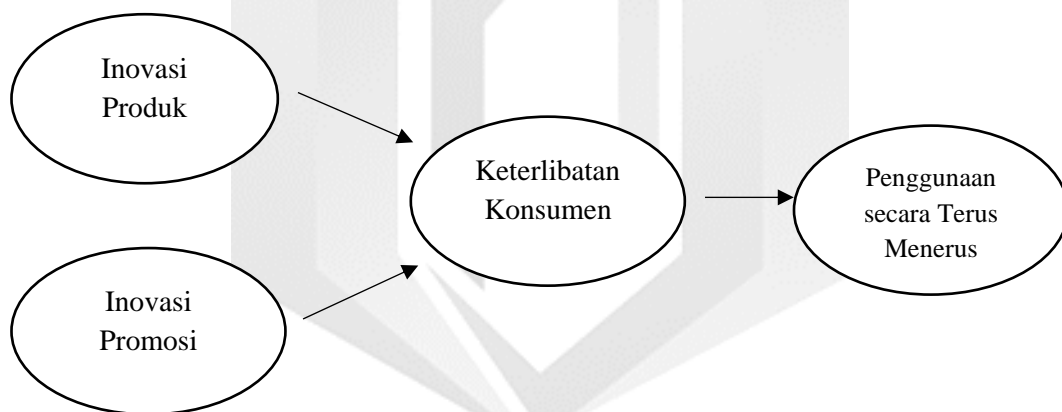 Inovasi
Produk
Keterlibatan
Konsumen
Penggunaan
secara Terus
Menerus
Inovasi
Promosi